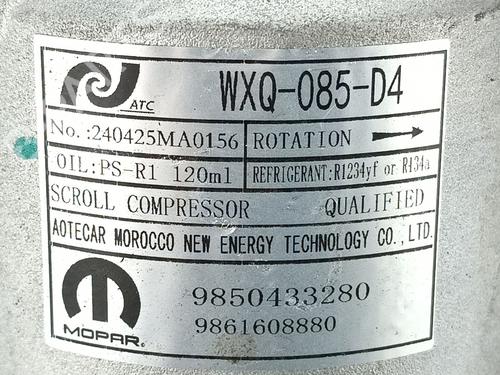 ATC
WXQ-085-D4
No.:240425MA0156
ROTATION
OIL:PS-R1 120ml
REFRIGERANT:R1234yf or R134a
SCROLL COMPRESSOR QUALIFIED
AOTECAR MOROCCO NEW ENERGY TECHNOLOGY CO.,LTD.
MOPAR®
9850433280
9861608880